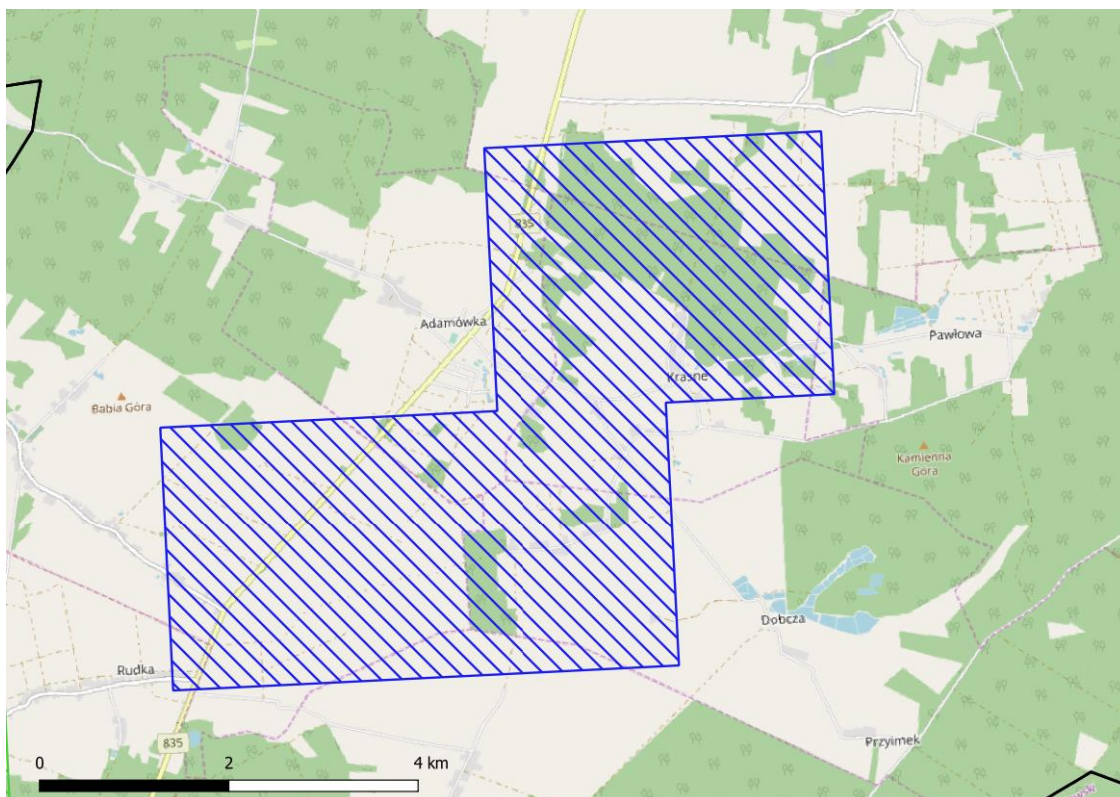 835
Adamówka
Pawłowa
Krasne
Babia Góra
Kamienna
Góra
Dobcza
Rudka
835
Przyimek
0 2 4 km